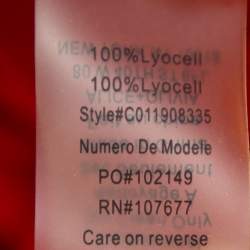 100%Lyocell
100%Lyocell
Style#C011908335
Numero De Modele
PO#102149
RN#107677
Care on reverse